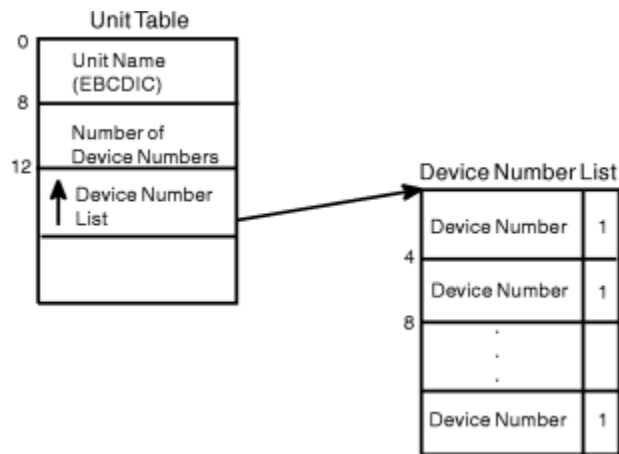 Unit Table
0
Unit Name
(EBCDIC)
8
Number of
Device Numbers
12
Device Number
List
Device Number List
Device Number 1
4
Device Number 1
8
.
.
.
Device Number 1